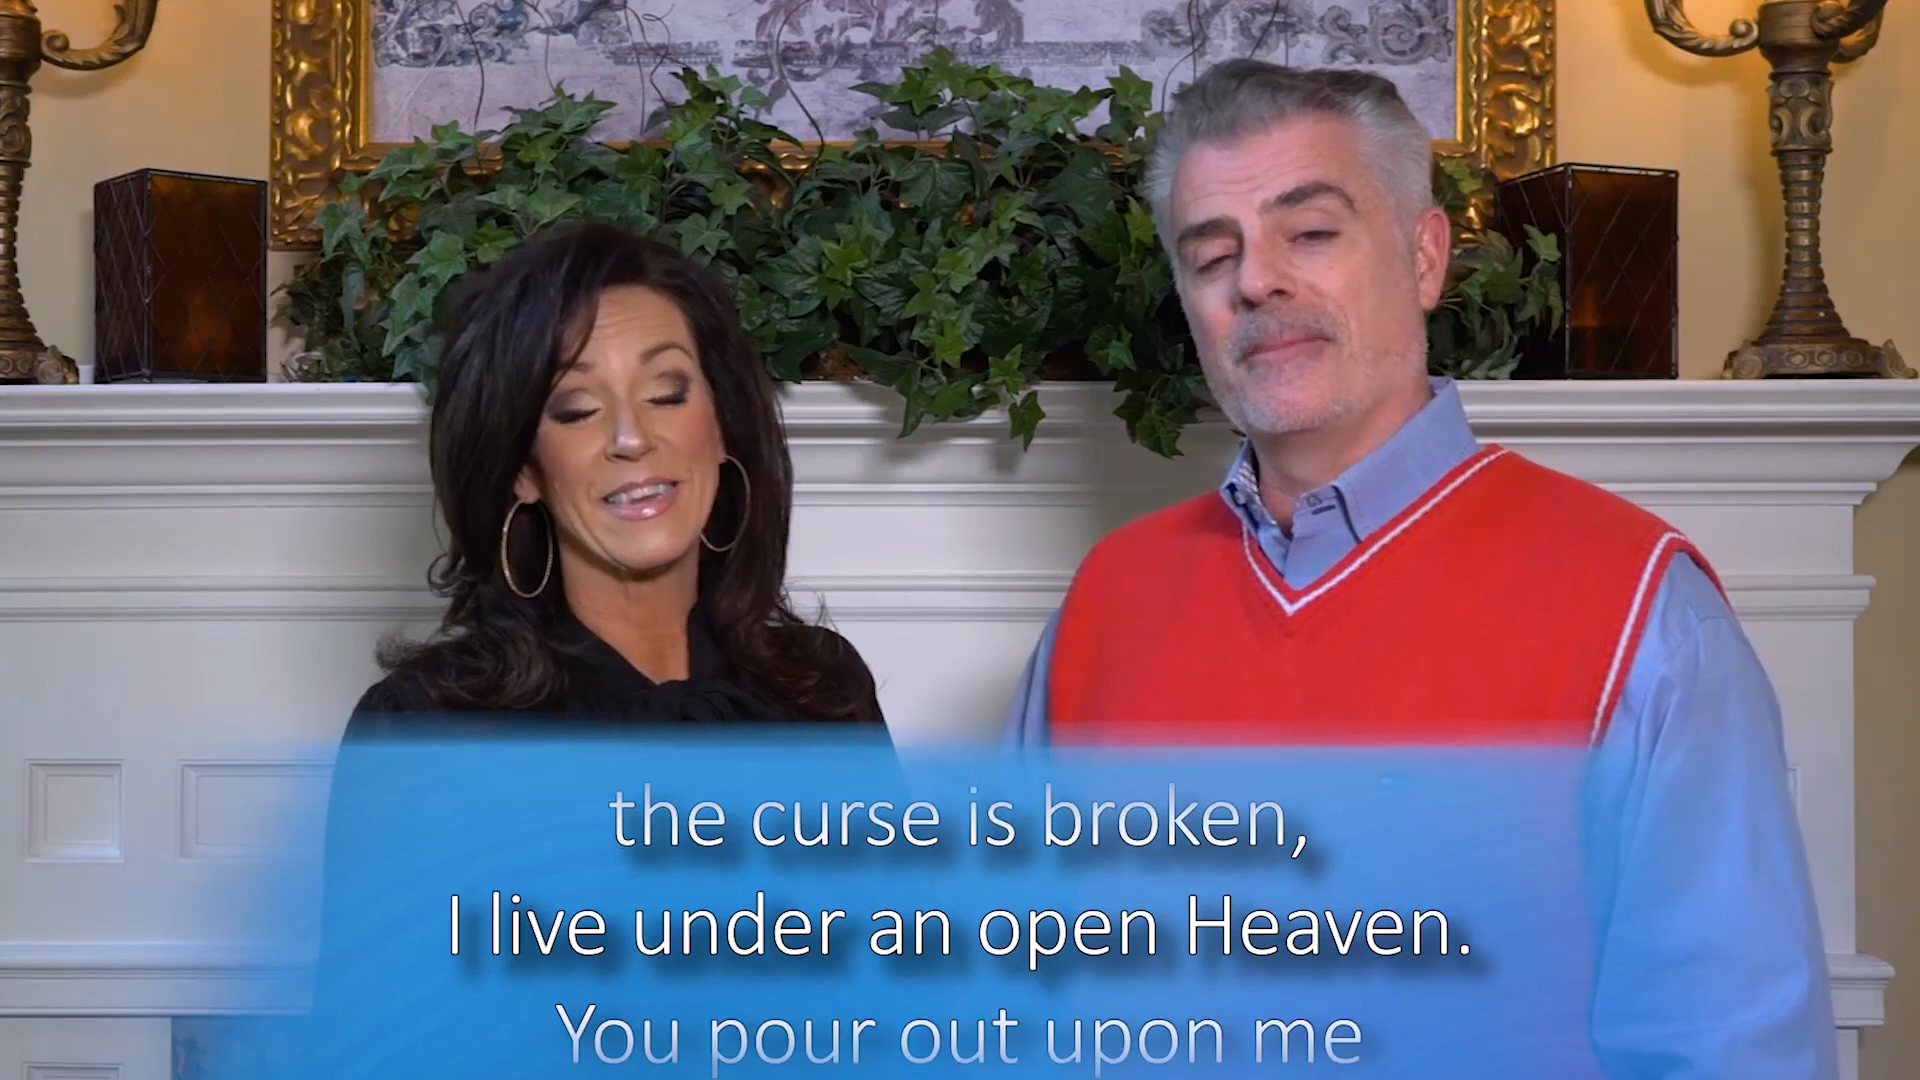 the curse is broken,
I live under an open Heaven.
You pour out upon me